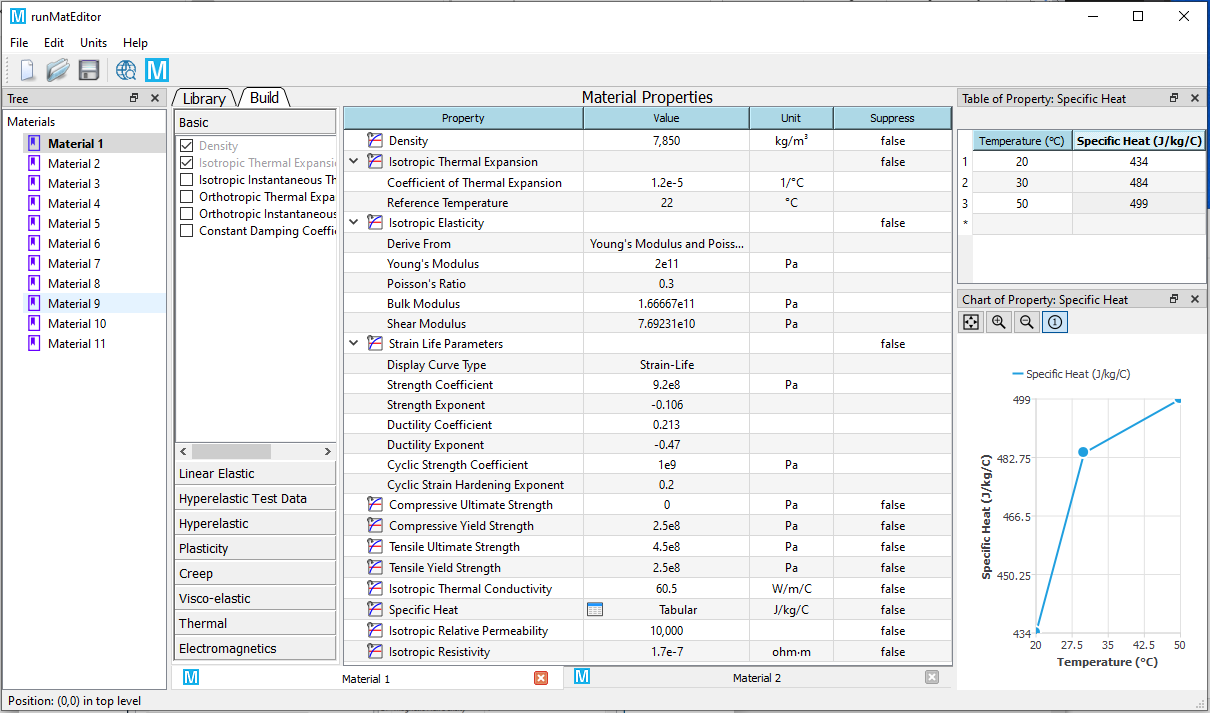 M runMatEditor
File Edit Units Help
M
Tree
Materials
Material 1
Material 2
Material 3
Material 4
Material 5
Material 6
Material 7
Material 8
Material 9
Material 10
Material 11
Library Build
Basic
Density
Isotropic Thermal Expansi
Isotropic Instantaneous Th
Orthotropic Thermal Expa
Orthotropic Instantaneous
Constant Damping Coeffi
Linear Elastic
Hyperelastic Test Data
Hyperelastic
Plasticity
Creep
Visco-elastic
Thermal
Electromagnetics
Material Properties
Property Value Unit Suppress
Density 7,850 kg/m³ false
Isotropic Thermal Expansion false
Coefficient of Thermal Expansion 1.2e-5 1/°C
Reference Temperature 22 °C
Isotropic Elasticity false
Derive From Young's Modulus and Poiss...
Young's Modulus 2e11 Pa
Poisson's Ratio 0.3
Bulk Modulus 1.66667e11 Pa
Shear Modulus 7.69231e10 Pa
Strain Life Parameters false
Display Curve Type Strain-Life
Strength Coefficient 9.2e8 Pa
Strength Exponent -0.106
Ductility Coefficient 0.213
Ductility Exponent -0.47
Cyclic Strength Coefficient 1e9 Pa
Cyclic Strain Hardening Exponent 0.2
Compressive Ultimate Strength 0 Pa false
Compressive Yield Strength 2.5e8 Pa false
Tensile Ultimate Strength 4.5e8 Pa false
Tensile Yield Strength 2.5e8 Pa false
Isotropic Thermal Conductivity 60.5 W/m/C false
Specific Heat Tabular J/kg/C false
Isotropic Relative Permeability 10,000 false
Isotropic Resistivity 1.7e-7 ohm·m false
M Material 1 M Material 2
Table of Property: Specific Heat
Temperature (°C) Specific Heat (J/kg/C)
1 20 434
2 30 484
3 50 499
*
Chart of Property: Specific Heat
1
Specific Heat (J/kg/C)
499
482.75
466.5
450.25
434
Specific Heat (J/kg/C)
20 27.5 35 42.5 50
Temperature (°C)
Position: (0,0) in top level